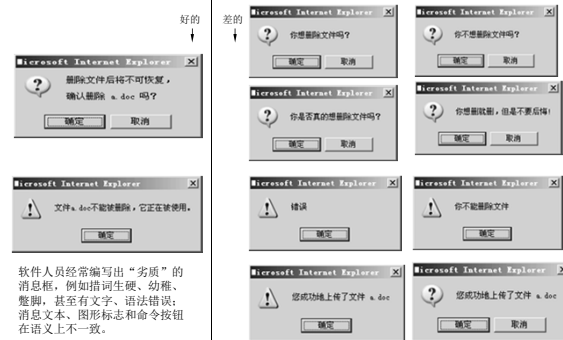 好的
差的
Microsoft Internet Explorer
删除文件后将不可恢复，
确认删除 a.doc 吗？
确定
取消
Microsoft Internet Explorer
文件a.doc不能被删除，它正在被使用。
确定
软件人员经常编写出“劣质”的
消息框，例如措词生硬、幼稚、
蹩脚，甚至有文字、语法错误；
消息文本、图形标志和命令按钮
在语义上不一致。
Microsoft Internet Explorer
你想删除文件吗？
确定
取消
Microsoft Internet Explorer
你不想删除文件吗？
确定
取消
Microsoft Internet Explorer
你是否真的想删除文件吗？
确定
取消
Microsoft Internet Explorer
你想删就删，但是不要后悔！
确定
取消
Microsoft Internet Explorer
错误
确定
Microsoft Internet Explorer
你不能删除文件
确定
Microsoft Internet Explorer
您成功地上传了文件 a.doc
确定
Microsoft Internet Explorer
您成功地上传了文件 a.doc
确定
取消